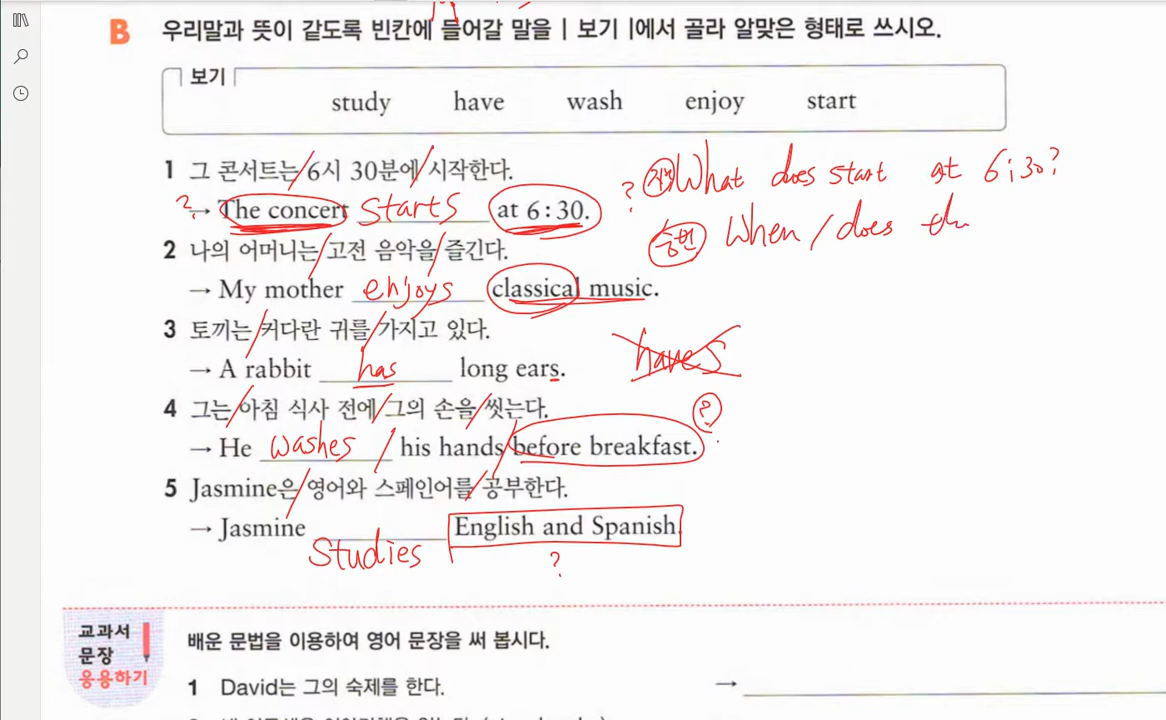 B 우리말과 뜻이 같도록 빈칸에 들어갈 말을 | 보기 |에서 골라 알맞은 형태로 쓰시오.
보기
study have wash enjoy start
1 그 콘서트는 6시 30분에 시작한다.
? → The concert starts at 6:30.
? What does start at 6:30?
When / does th
2 나의 어머니는 고전 음악을 즐긴다.
→ My mother enjoys classical music.
3 토끼는 커다란 귀를 가지고 있다.
→ A rabbit has long ears.
haves
4 그는 아침 식사 전에 그의 손을 씻는다.
?
→ He washes his hands before breakfast.
5 Jasmine은 영어와 스페인어를 공부한다.
→ Jasmine studies English and Spanish
?
교과서
문장
응용하기
배운 문법을 이용하여 영어 문장을 써 봅시다.
1 David는 그의 숙제를 한다. →